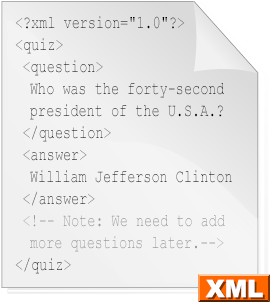 <?xml version="1.0"?>
<quiz>
<question>
Who was the forty-second
president of the U.S.A.?
</question>
<answer>
William Jefferson Clinton
</answer>
<!-- Note: We need to add
more questions later.-->
</quiz>
XML